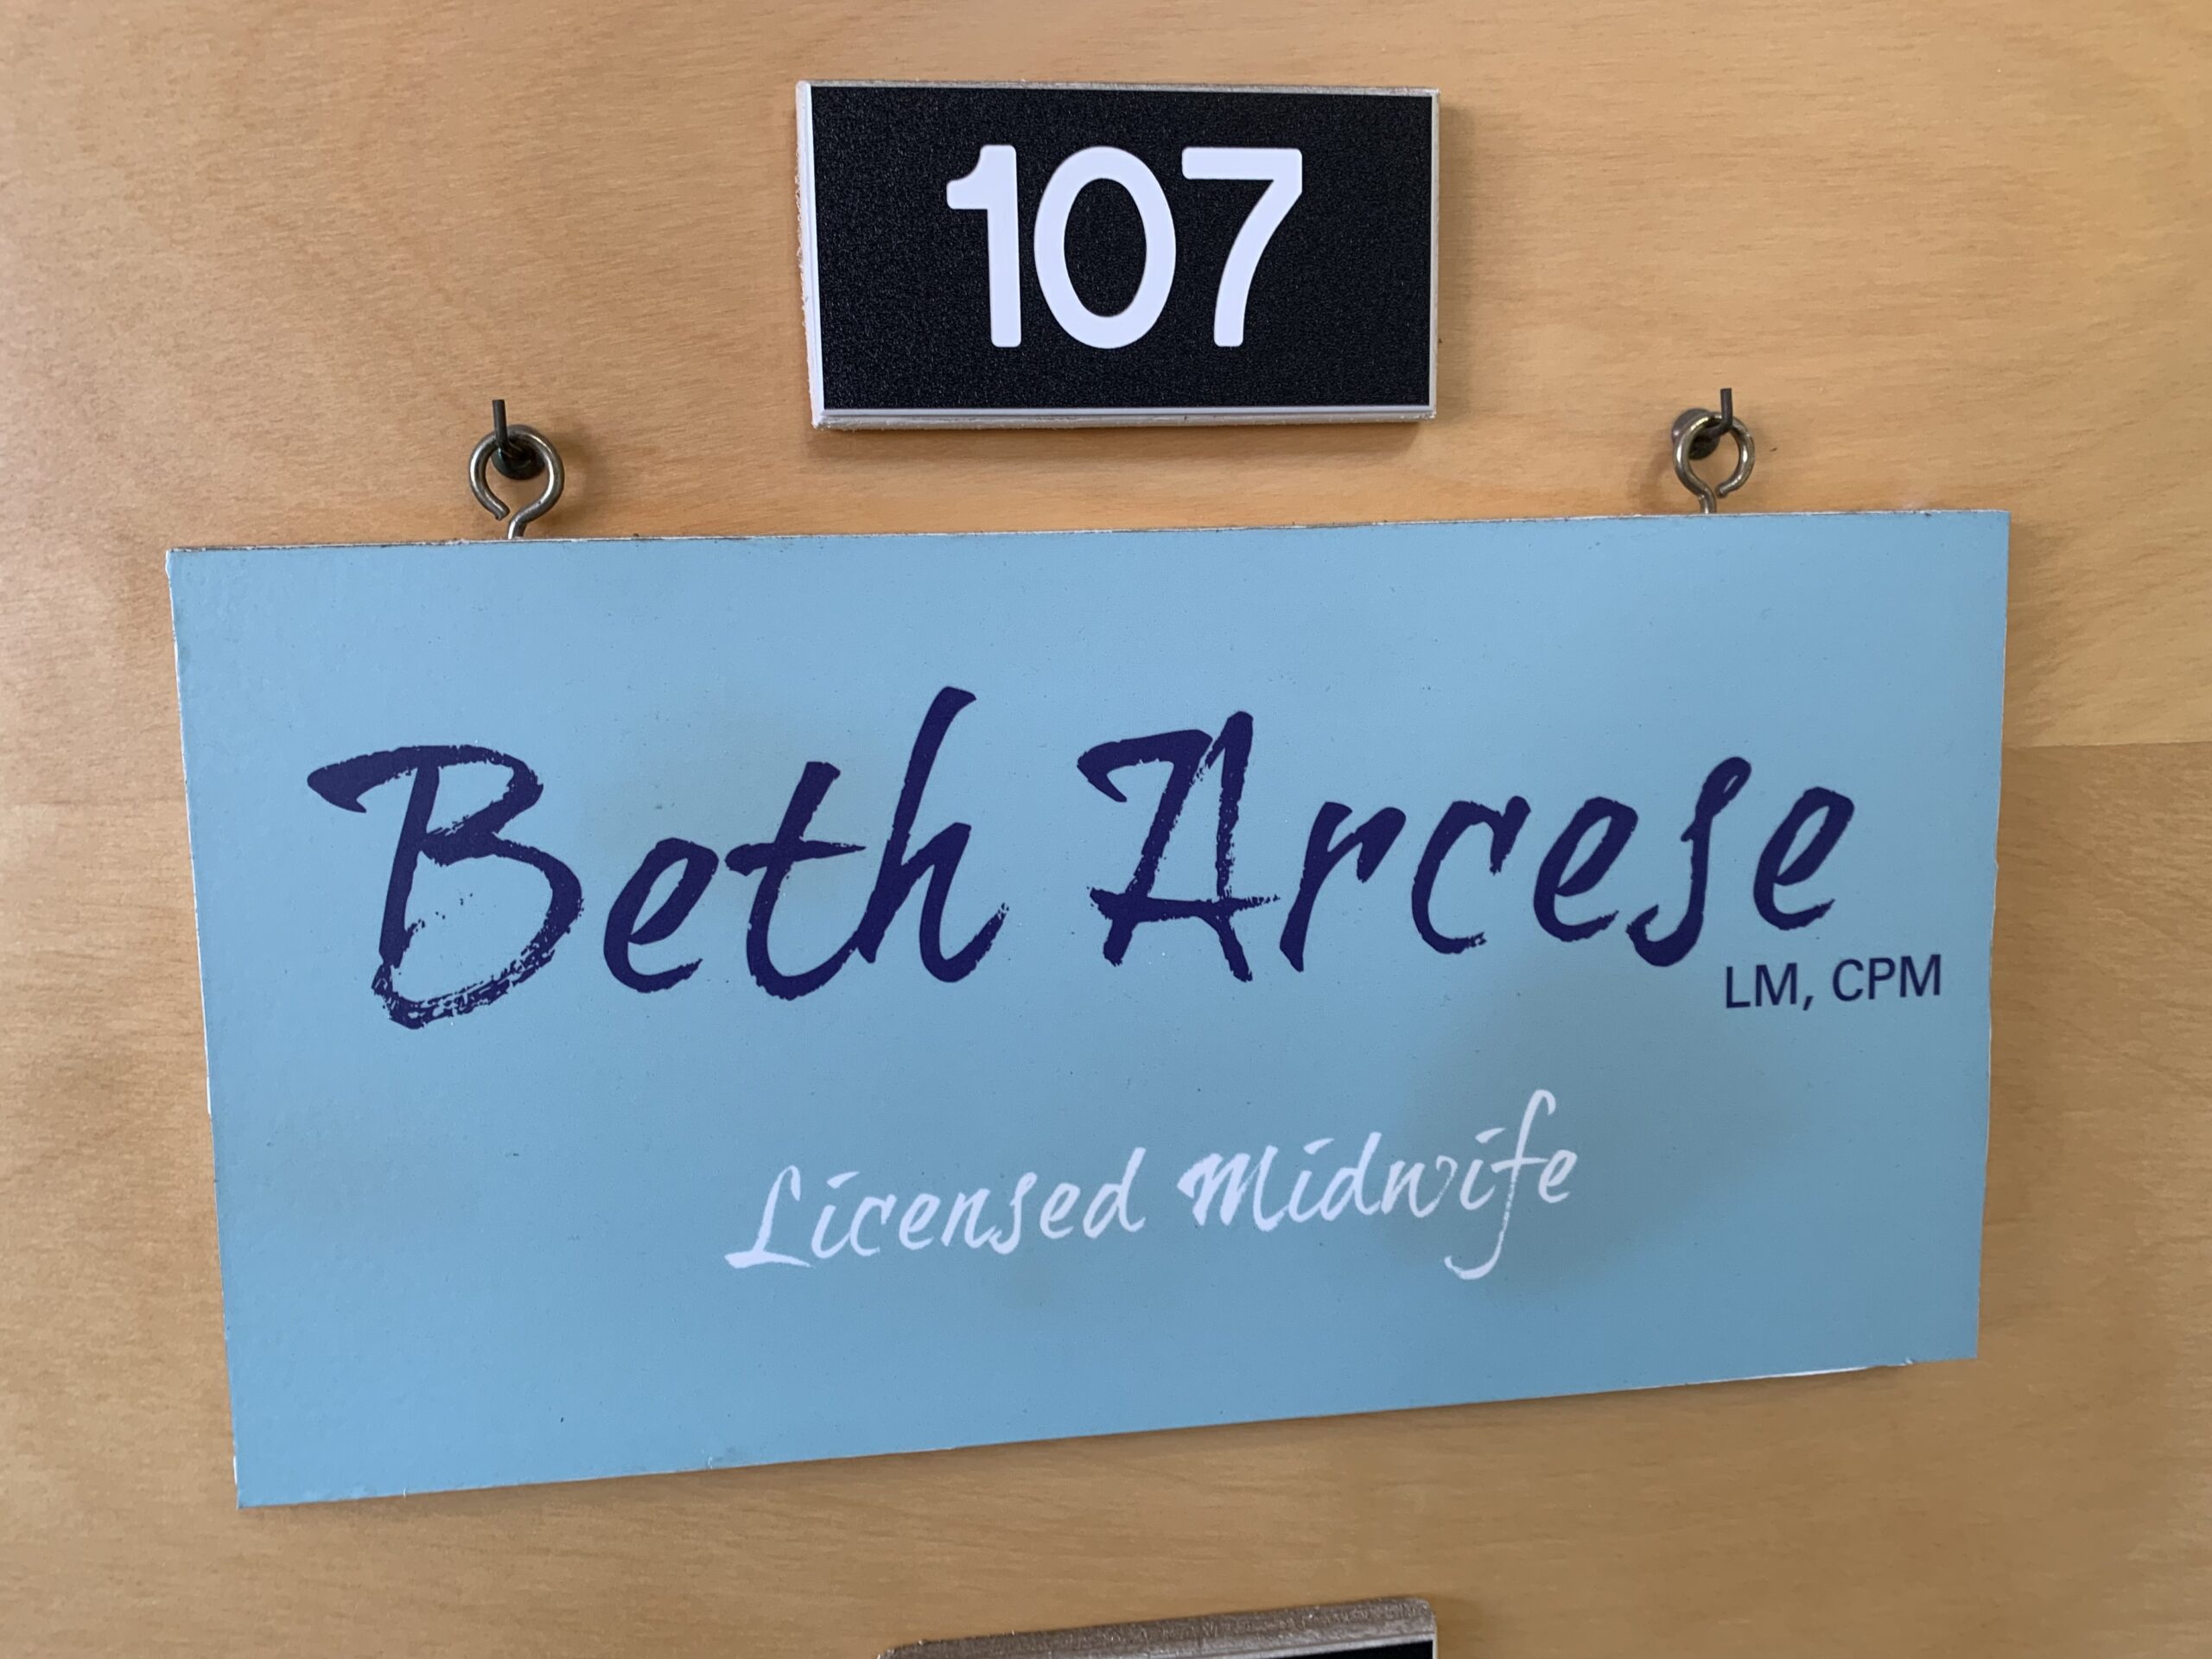 107
Beth Arcese
LM, CPM
Licensed Midwife